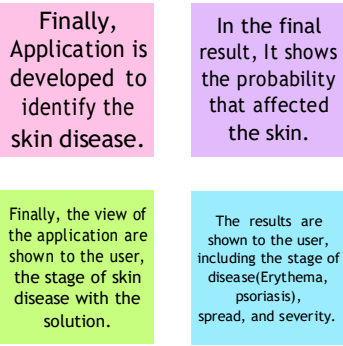 Finally,
Application is
developed to
identify the
skin disease.
In the final
result, It shows
the probability
that affected
the skin.
Finally, the view of
the application are
shown to the user,
the stage of skin
disease with the
solution.
The results are
shown to the user,
including the stage of
disease(Erythema,
psoriasis),
spread, and severity.